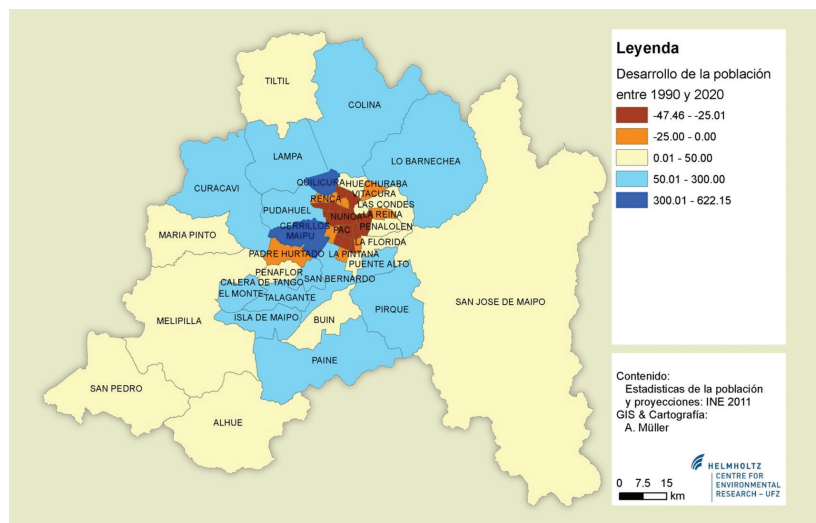 TILTIL
COLINA
LAMPA
LO BARNECHEA
CURACAVI
QUILICURA
HUECHURABA
VITACURA
RENCA
LAS CONDES
PUDAHUEL
NUNOA
LA REINA
CERRILLOS
PENALOLEN
MAIPU
PAC
MARIA PINTO
LA FLORIDA
PADRE HURTADO
LA PINTANA
PUENTE ALTO
PEÑAFLOR
CALERA DE TANGO
SAN BERNARDO
EL MONTE
TALAGANTE
SAN JOSE DE MAIPO
PIRQUE
MELIPILLA
ISLA DE MAIPO
BUIN
PAINE
SAN PEDRO
ALHUE
Leyenda
Desarrollo de la población
entre 1990 y 2020
-47.46 - -25.01
-25.00 - 0.00
0.01 - 50.00
50.01 - 300.00
300.01 - 622.15
Contenido:
Estadisticas de la población
y proyecciones: INE 2011
GIS & Cartografía:
A. Müller
HELMHOLTZ
CENTRE FOR
ENVIRONMENTAL
RESEARCH – UFZ
0 7.5 15
km